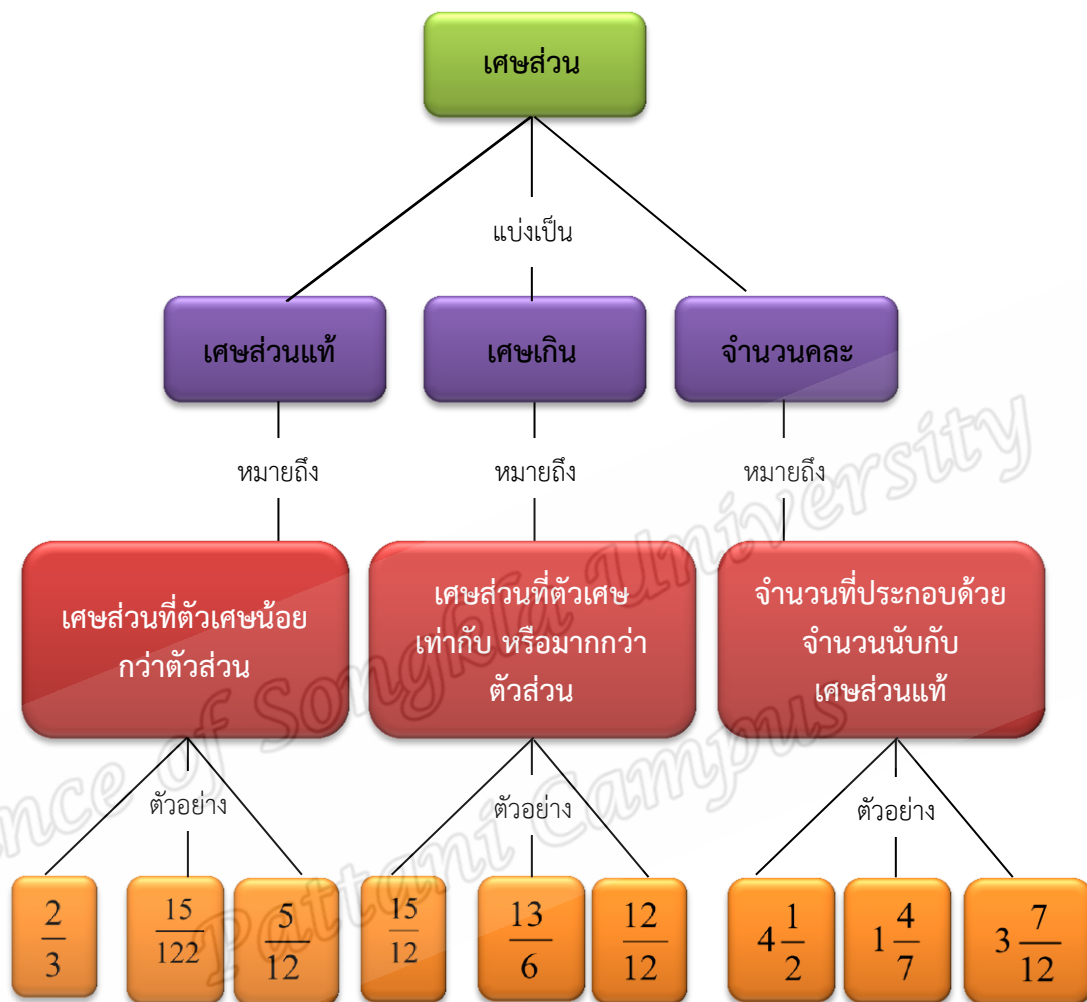 เศษส่วน
แบ่งเป็น
เศษส่วนแท้
เศษเกิน
จำนวนคละ
หมายถึง
หมายถึง
หมายถึง
เศษส่วนที่ตัวเศษน้อย
กว่าตัวส่วน
เศษส่วนที่ตัวเศษ
เท่ากับ หรือมากกว่า
ตัวส่วน
จำนวนที่ประกอบด้วย
จำนวนนับกับ
เศษส่วนแท้
ตัวอย่าง
ตัวอย่าง
ตัวอย่าง
2/3
15/122
5/12
15/12
13/6
12/12
4 1/2
1 4/7
3 7/12
nce of Songkla University
Pattani Campus